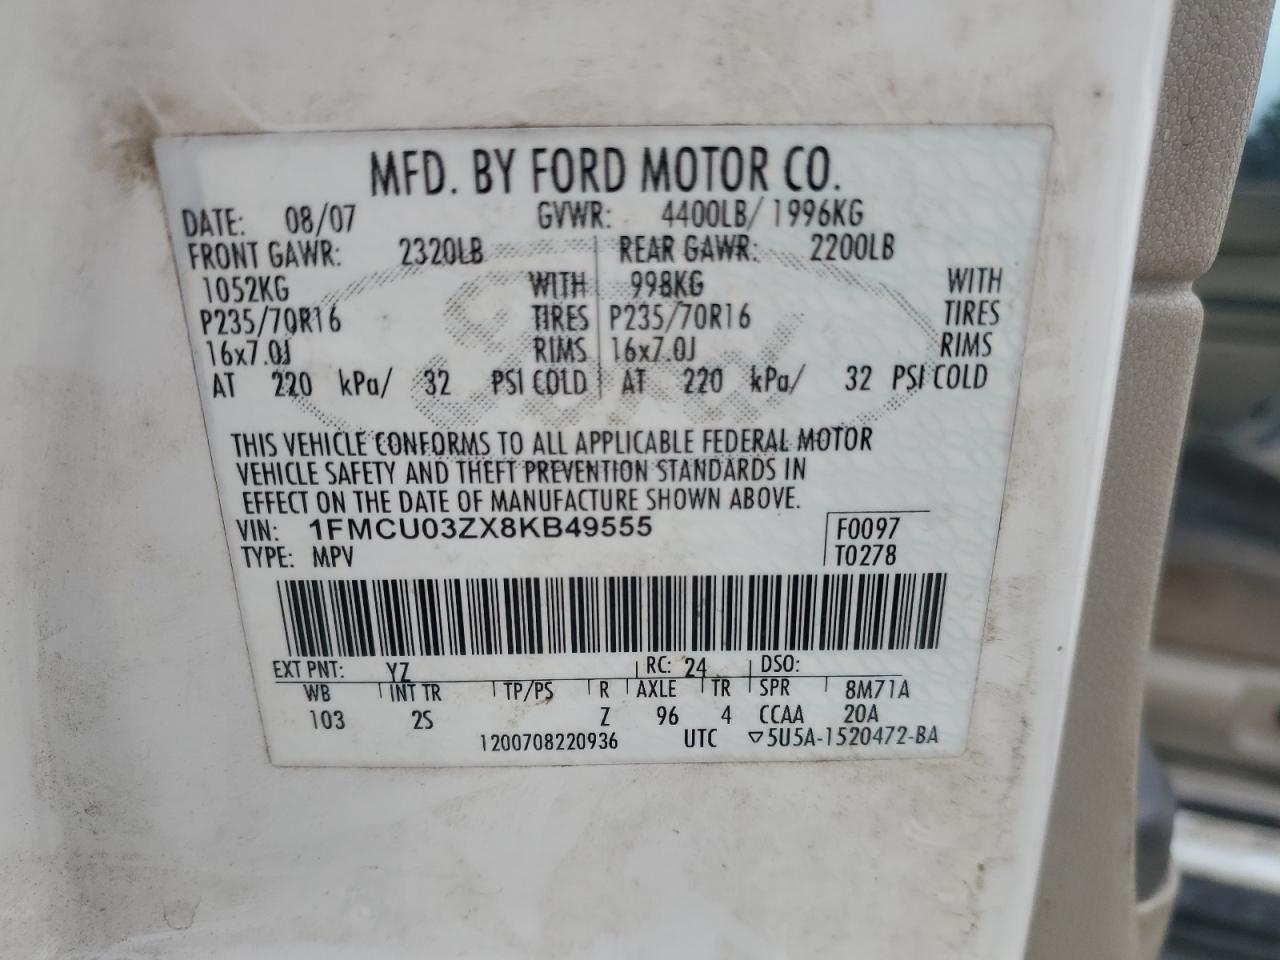 MFD. BY FORD MOTOR CO.
DATE: 08/07 GVWR: 4400LB/ 1996KG
FRONT GAWR: 2320LB REAR GAWR: 2200LB
1052KG WITH 998KG WITH
P235/70R16 TIRES P235/70R16 TIRES
16x7.0J RIMS 16x7.0J RIMS
AT 220 kPa/ 32 PSI COLD AT 220 kPa/ 32 PSI COLD
THIS VEHICLE CONFORMS TO ALL APPLICABLE FEDERAL MOTOR
VEHICLE SAFETY AND THEFT PREVENTION STANDARDS IN
EFFECT ON THE DATE OF MANUFACTURE SHOWN ABOVE.
VIN: 1FMCU03ZX8KB49555 F0097
TYPE: MPV T0278
EXT PNT: YZ RC: 24 DSO:
WB INT TR TP/PS R AXLE TR SPR 8M71A
103 2S Z 96 4 CCAA 20A
1200708220936 UTC ▽5U5A-1520472-BA